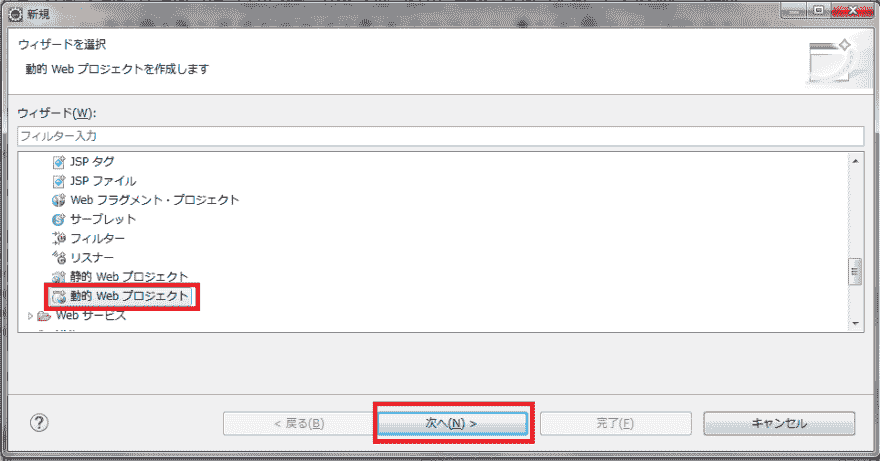 新規
ウィザードを選択
動的 Web プロジェクトを作成します
ウィザード(W):
フィルター入力
JSP タグ
JSP ファイル
Web フラグメント・プロジェクト
サーブレット
フィルター
リスナー
静的 Web プロジェクト
動的 Web プロジェクト
Web サービス
?
< 戻る(B)
次へ(N) >
完了(F)
キャンセル